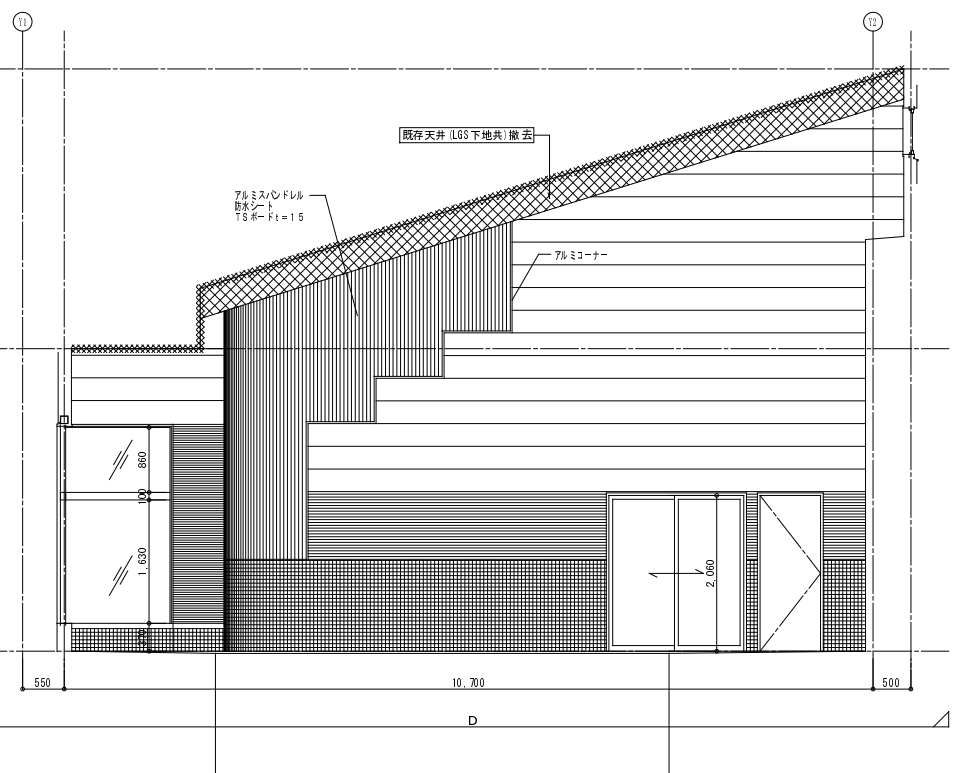 Y1
Y2
既存天井(LGS下地共)撤去
アルミスパンドレル
防水シート
TSボードt=15
アルミコーナー
860
100
1,630
370
2,060
550
10,700
500
D